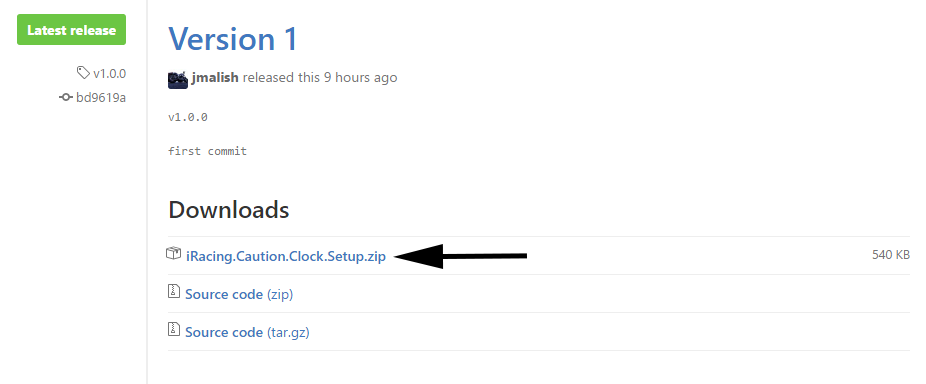 Latest release
v1.0.0
bd9619a
Version 1
jmalish released this 9 hours ago
v1.0.0
first commit
Downloads
iRacing.Caution.Clock.Setup.zip 540 KB
Source code (zip)
Source code (tar.gz)